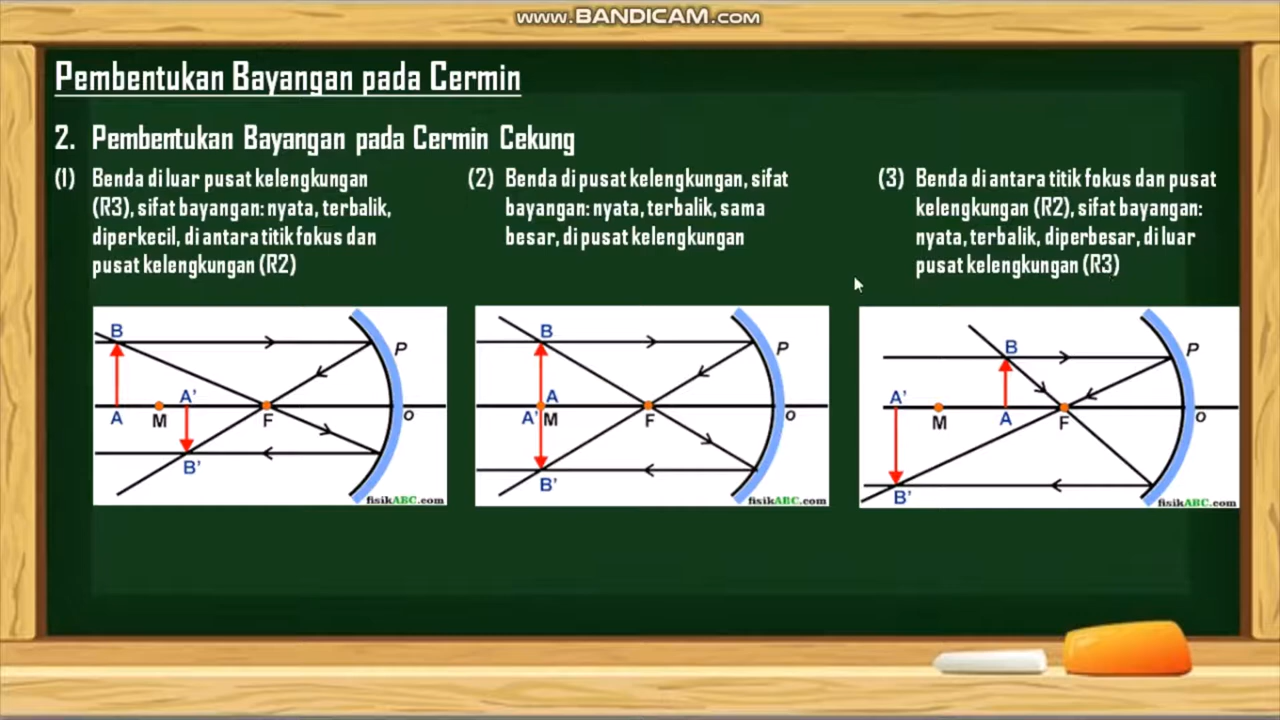 www.BANDICAM.com
Pembentukan Bayangan pada Cermin
2. Pembentukan Bayangan pada Cermin Cekung
(1) Benda di luar pusat kelengkungan
(R3), sifat bayangan: nyata, terbalik,
diperkecil, di antara titik fokus dan
pusat kelengkungan (R2)
(2) Benda di pusat kelengkungan, sifat
bayangan: nyata, terbalik, sama
besar, di pusat kelengkungan
(3) Benda di antara titik fokus dan pusat
kelengkungan (R2), sifat bayangan:
nyata, terbalik, diperbesar, di luar
pusat kelengkungan (R3)
B
P
A'
A M F O
B'
fisikABC.com
B
P
A
A' M F O
B'
fisikABC.com
B
P
A'
M A F O
B'
fisikABC.com